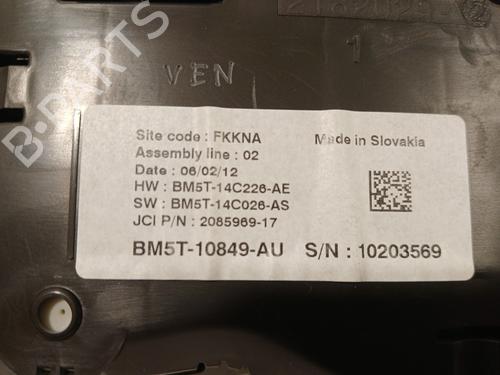 1
VEN
B-PARTS
Site code : FKKNA
Made in Slovakia
Assembly line : 02
Date : 06/02/12
HW : BM5T-14C226-AE
SW : BM5T-14C026-AS
JCI P/N : 2085969-17
BM5T-10849-AU
S/N : 10203569